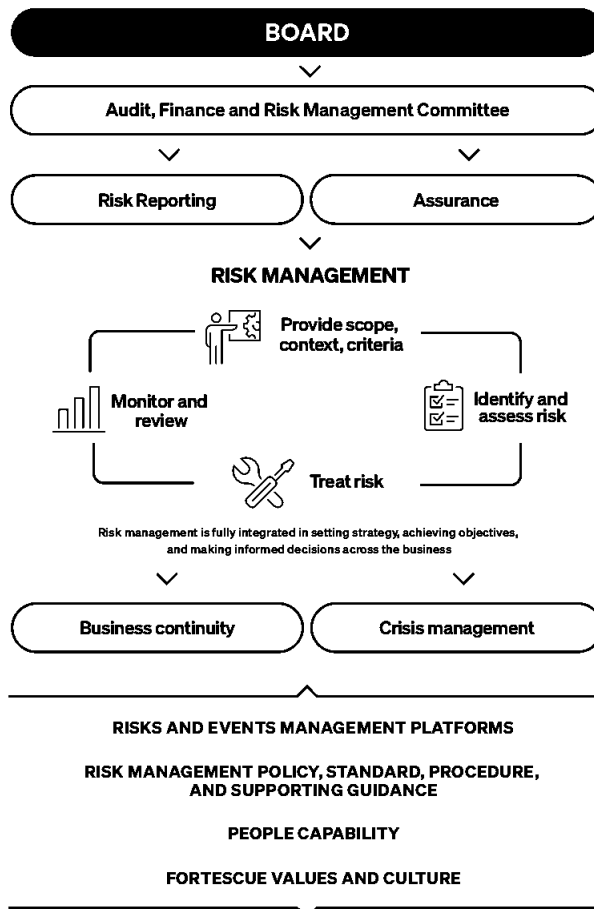 BOARD
Audit, Finance and Risk Management Committee
Risk Reporting
Assurance
RISK MANAGEMENT
Provide scope,
context, criteria
Monitor and
review
Identify and
assess risk
Treat risk
Risk management is fully integrated in setting strategy, achieving objectives,
and making informed decisions across the business
Business continuity
Crisis management
RISKS AND EVENTS MANAGEMENT PLATFORMS
RISK MANAGEMENT POLICY, STANDARD, PROCEDURE,
AND SUPPORTING GUIDANCE
PEOPLE CAPABILITY
FORTESCUE VALUES AND CULTURE